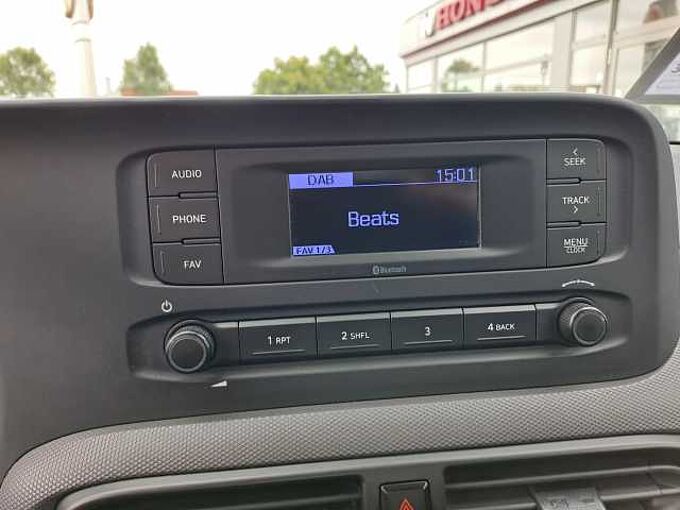 HON
AUDIO
PHONE
FAV
DAB 15:01
Beats
FAV 1/3
Bluetooth
< SEEK
TRACK >
MENU
CLOCK
1 RPT
2 SHFL
3
4 BACK